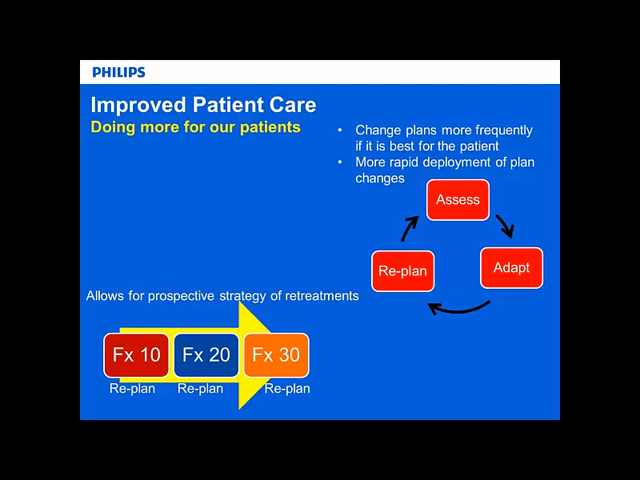 PHILIPS
Improved Patient Care
Doing more for our patients
• Change plans more frequently
if it is best for the patient
• More rapid deployment of plan
changes
Assess
Re-plan
Adapt
Allows for prospective strategy of retreatments
Fx 10
Fx 20
Fx 30
Re-plan
Re-plan
Re-plan